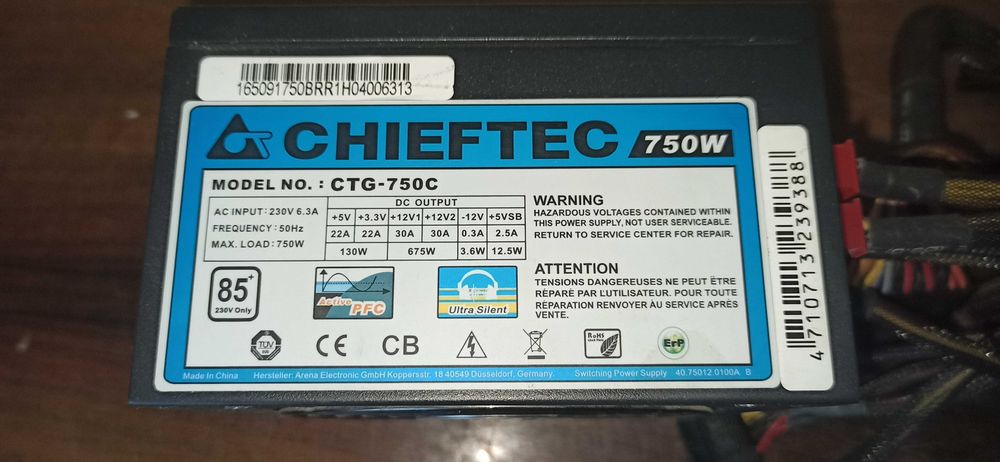 165091750BRR1H04006313
CHIEFTEC 750W
MODEL NO. : CTG-750C
AC INPUT: 230V 6.3A
FREQUENCY: 50Hz
MAX. LOAD: 750W
DC OUTPUT
+5V +3.3V +12V1 +12V2 -12V +5VSB
22A 22A 30A 30A 0.3A 2.5A
130W 675W 3.6W 12.5W
WARNING
HAZARDOUS VOLTAGES CONTAINED WITHIN
THIS POWER SUPPLY, NOT USER SERVICEABLE.
RETURN TO SERVICE CENTER FOR REPAIR.
ATTENTION
TENSIONS DANGEREUSES NE PEUT ÈTRE
RÉPARÉ PAR LUTILISATEUR. POUR TOUTE
RÉPARATION RENVOYER AU SERVICE APRÈS
VENTE.
85+
230V Only
Active
PFC
Ultra Silent
TÜV
CE
CB
RoHS
ErP
Made In China Hersteller: Arena Electronic GmbH Koppersstr. 18 40549 Düsseldorf, Germany. Switching Power Supply 40.75012.0100A B
4710713239388